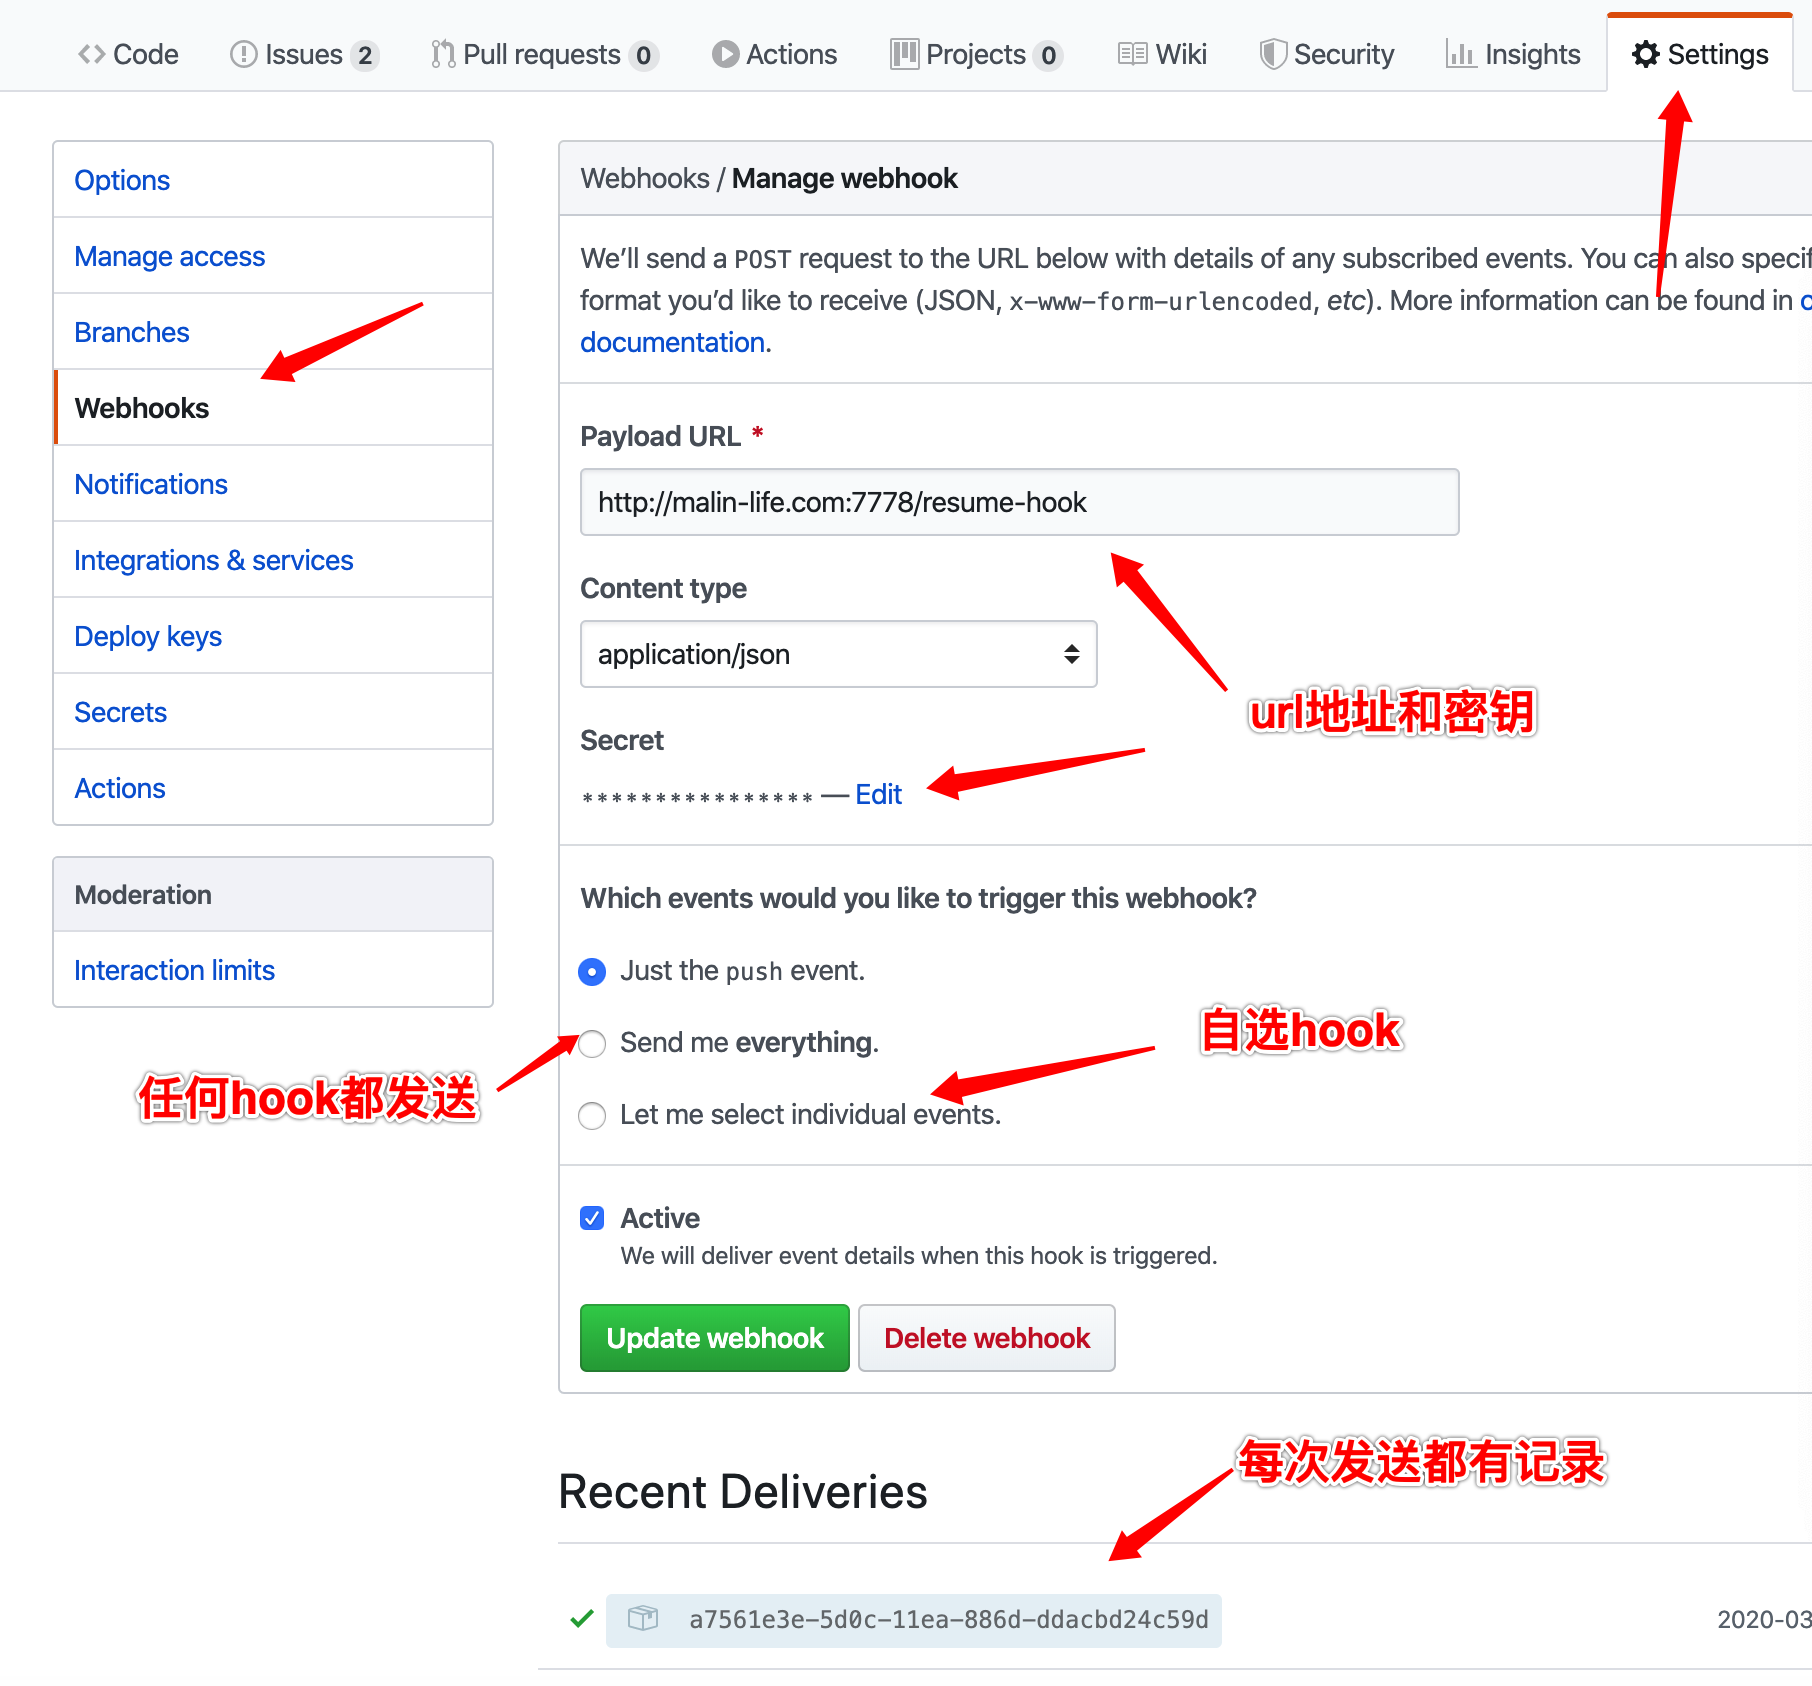 Code Issues 2 Pull requests 0 Actions Projects 0 Wiki Security Insights Settings
Options
Manage access
Branches
Webhooks
Notifications
Integrations & services
Deploy keys
Secrets
Actions
Moderation
Interaction limits
Webhooks / Manage webhook
We’ll send a POST request to the URL below with details of any subscribed events. You can also specif
format you’d like to receive (JSON, x-www-form-urlencoded, etc). More information can be found in
documentation.
Payload URL *
http://malin-life.com:7778/resume-hook
Content type
application/json
url地址和密钥
Secret
**************** — Edit
Which events would you like to trigger this webhook?
Just the push event.
Send me everything.
自选hook
任何hook都发送
Let me select individual events.
Active
We will deliver event details when this hook is triggered.
Update webhook Delete webhook
每次发送都有记录
Recent Deliveries
a7561e3e-5d0c-11ea-886d-ddacbd24c59d 2020-03